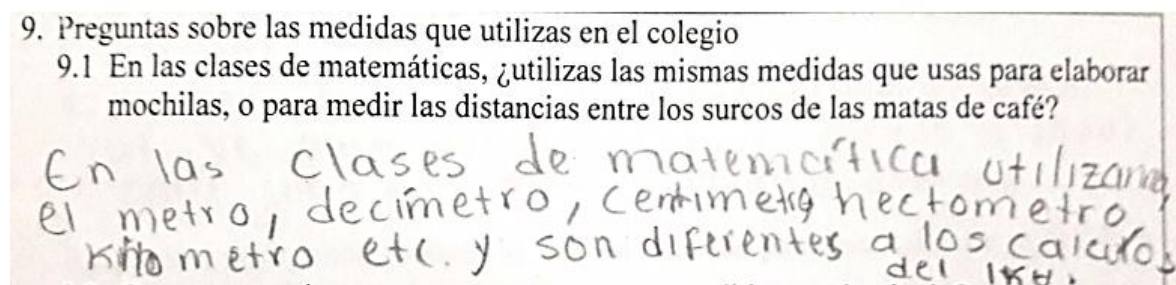 9. Preguntas sobre las medidas que utilizas en el colegio
9.1 En las clases de matemáticas, ¿utilizas las mismas medidas que usas para elaborar
mochilas, o para medir las distancias entre los surcos de las matas de café?
En las clases de matemática utilizamos
el metro, decímetro, centimetro hectometro,
Kilometro etc. y son diferentes a los calculos
del